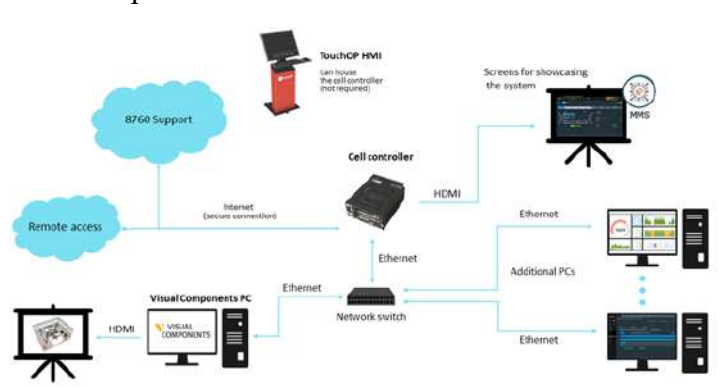 TouchOP HMI
can house
the cell controller
(not required)
Screens for showcasing
the system
MMS
8760 Support
Cell controller
HDMI
Internet
(secure connection)
Remote access
Ethernet
Ethernet
Additional PCs
Ethernet
Visual Components PC
Network switch
HDMI
VISUAL
COMPONENTS
Ethernet